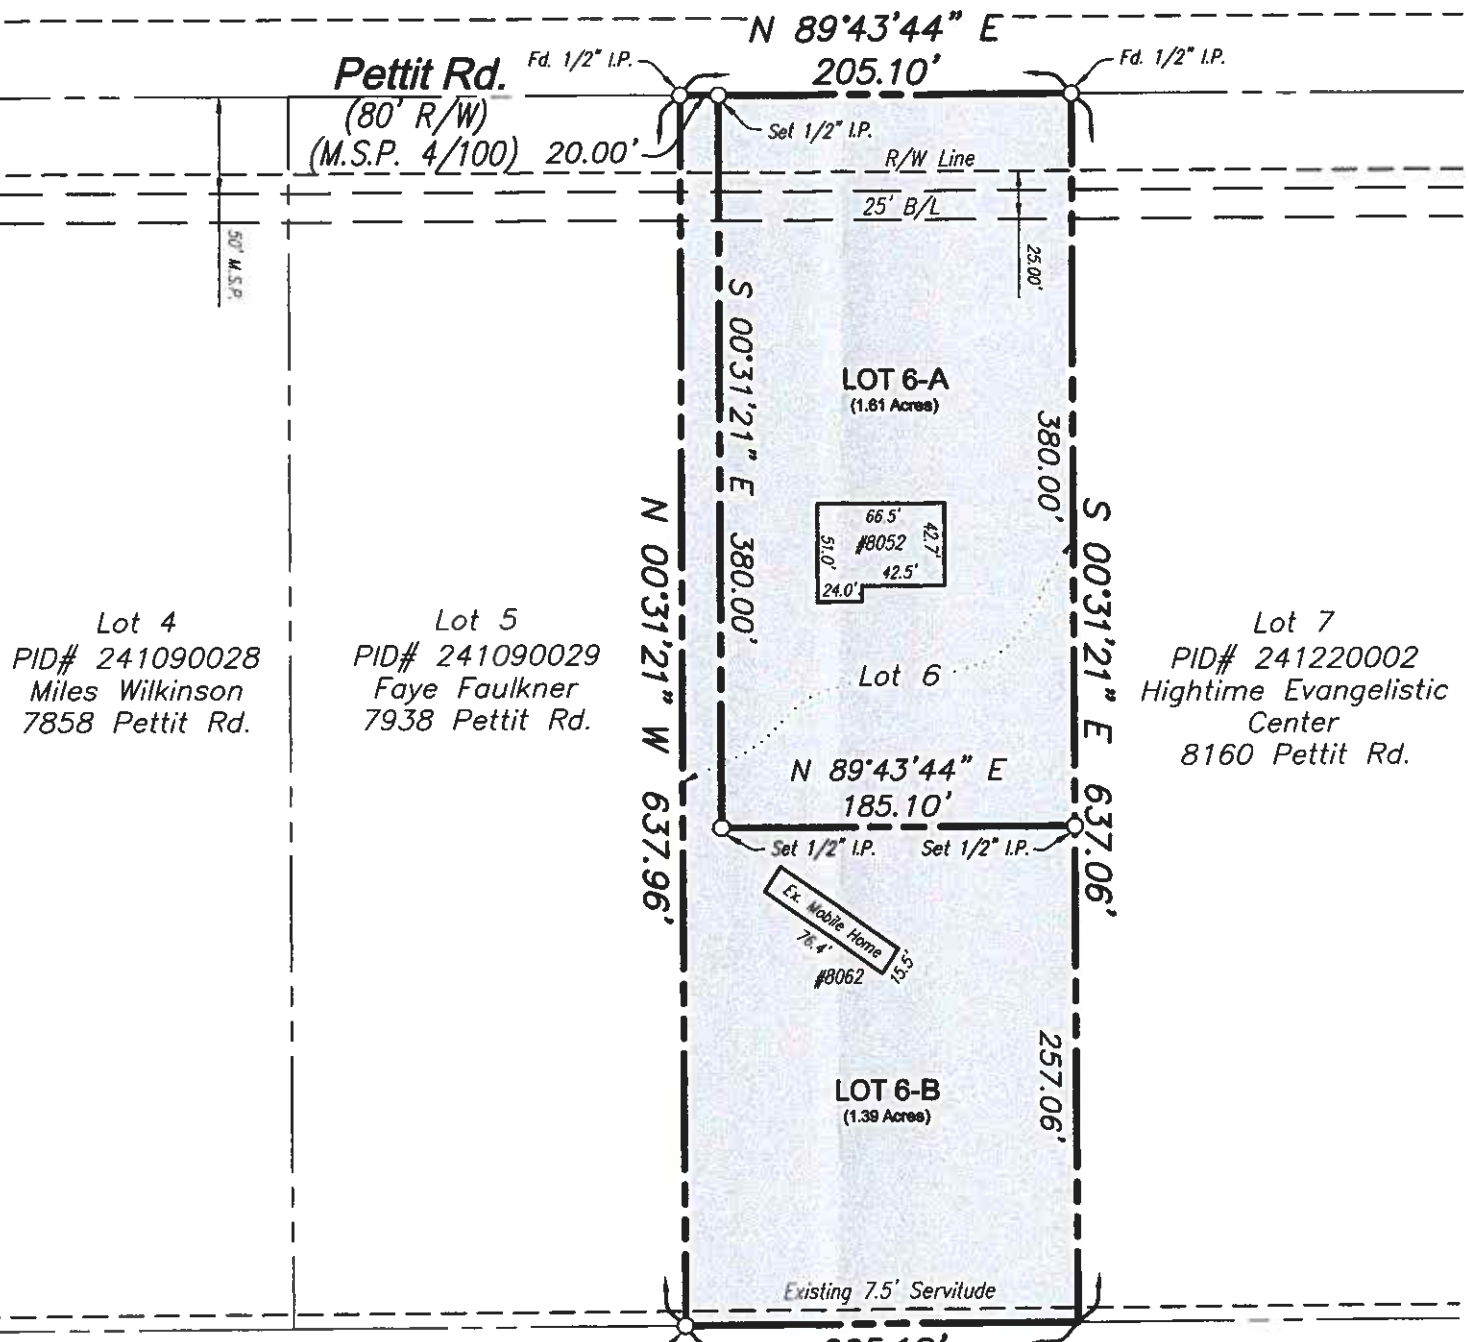 N 89°43'44" E
205.10'
Fd. 1/2" I.P.
Fd. 1/2" I.P.
Pettit Rd.
(80' R/W)
(M.S.P. 4/100)
20.00'
Set 1/2" I.P.
R/W Line
25' B/L
50' M.S.P.
25.00'
S 00°31'21" E 380.00'
LOT 6-A
(1.61 Acres)
380.00'
66.5'
#8052
42.7'
51.0'
42.5'
24.0'
N 00°31'21" W 637.96'
S 00°31'21" E 637.06'
Lot 4
PID# 241090028
Miles Wilkinson
7858 Pettit Rd.
Lot 5
PID# 241090029
Faye Faulkner
7938 Pettit Rd.
Lot 6
Lot 7
PID# 241220002
Hightime Evangelistic
Center
8160 Pettit Rd.
N 89°43'44" E
185.10'
Set 1/2" I.P.
Set 1/2" I.P.
Ex. Mobile Home
76.4'
15.5'
#8062
257.06'
LOT 6-B
(1.39 Acres)
Existing 7.5' Servitude